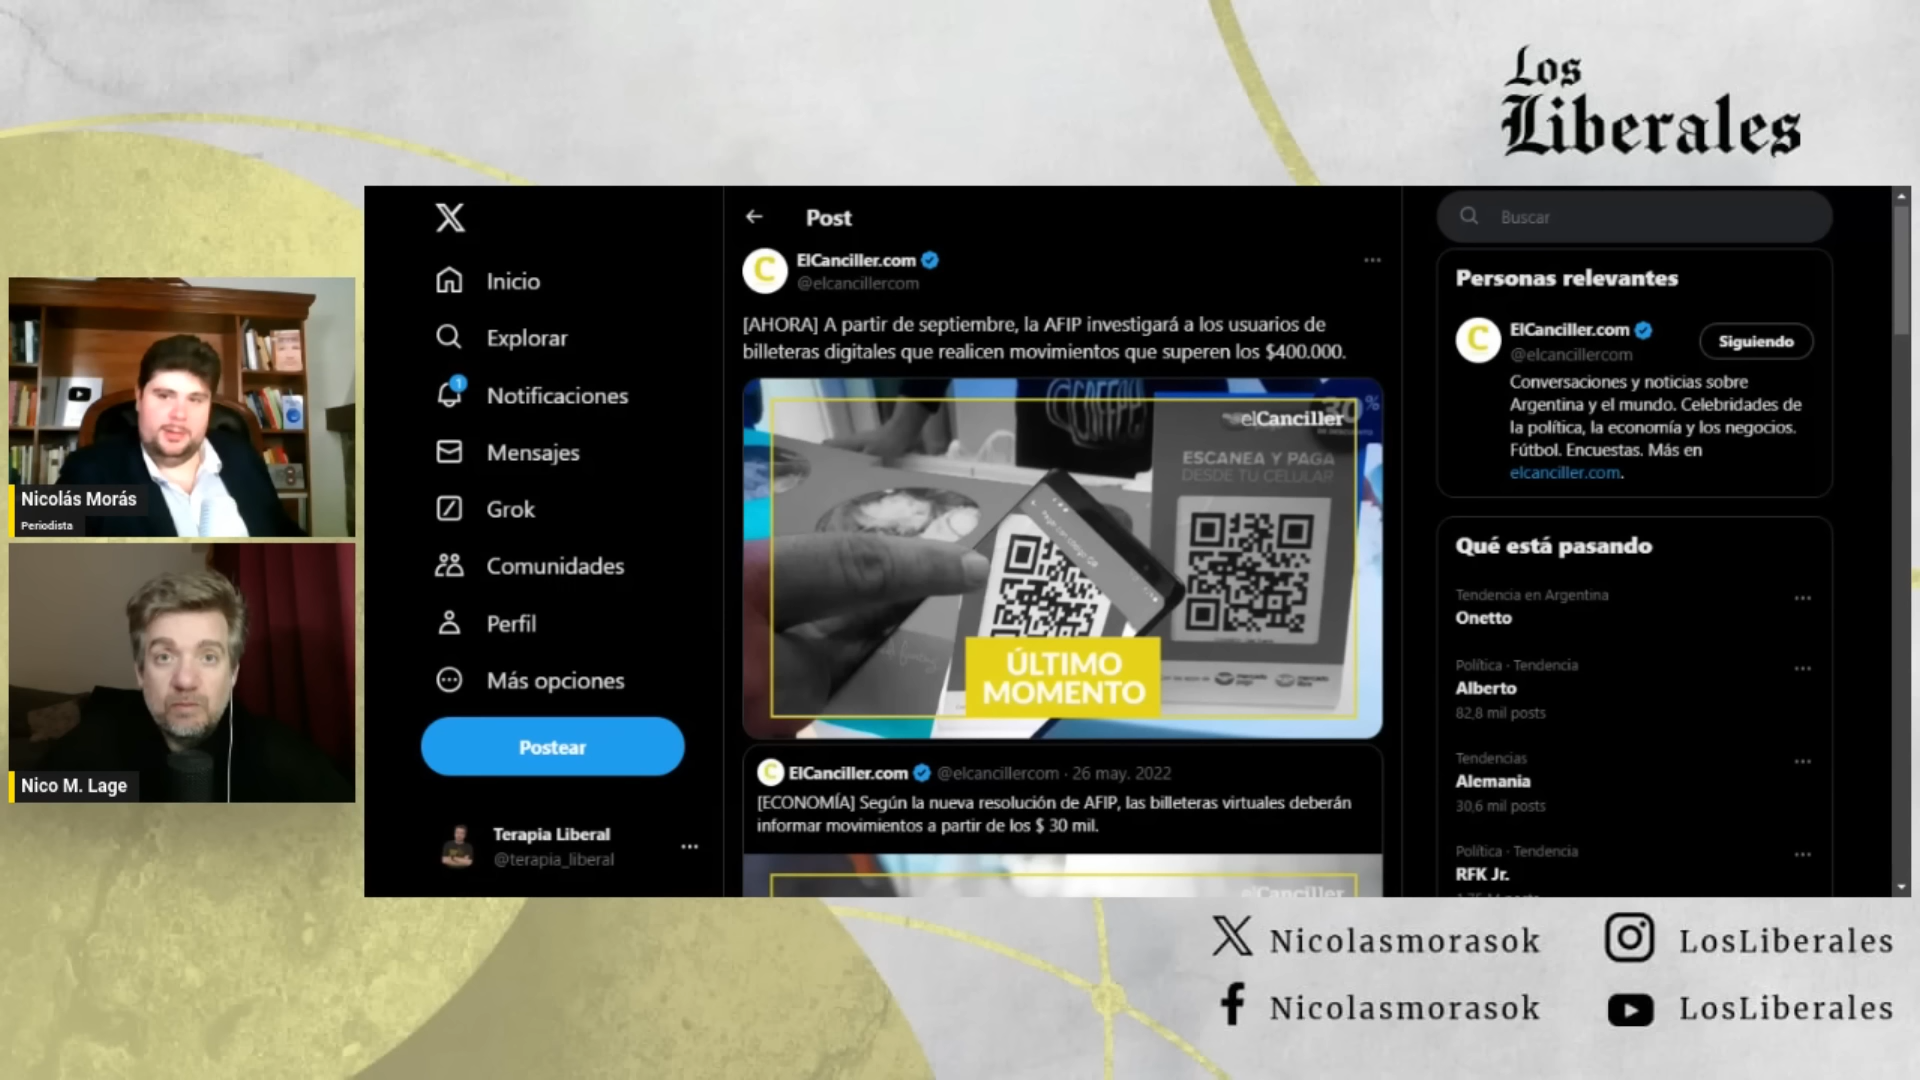 Los
Liberales
Nicolás Morás
Periodista
Nico M. Lage
Inicio
Explorar
1
Notificaciones
Mensajes
Grok
Comunidades
Perfil
Más opciones
Postear
Terapia Liberal
@terapia_liberal
Post
ElCanciller.com
@elcancillercom
[AHORA] A partir de septiembre, la AFIP investigará a los usuarios de
billeteras digitales que realicen movimientos que superen los $400.000.
elCanciller
ESCANEA Y PAGA
DESDE TU CELULAR
ÚLTIMO
MOMENTO
ElCanciller.com @elcancillercom · 26 may. 2022
[ECONOMÍA] Según la nueva resolución de AFIP, las billeteras virtuales deberán
informar movimientos a partir de los $ 30 mil.
elCanciller
Buscar
Personas relevantes
ElCanciller.com
@elcancillercom
Siguiendo
Conversaciones y noticias sobre
Argentina y el mundo. Celebridades de
la política, la economía y los negocios.
Fútbol. Encuestas. Más en
elcanciller.com.
Qué está pasando
Tendencia en Argentina
Onetto
Política · Tendencia
Alberto
82,8 mil posts
Tendencias
Alemania
30,6 mil posts
Política · Tendencia
RFK Jr.
Nicolasmorasok
LosLiberales
Nicolasmorasok
LosLiberales